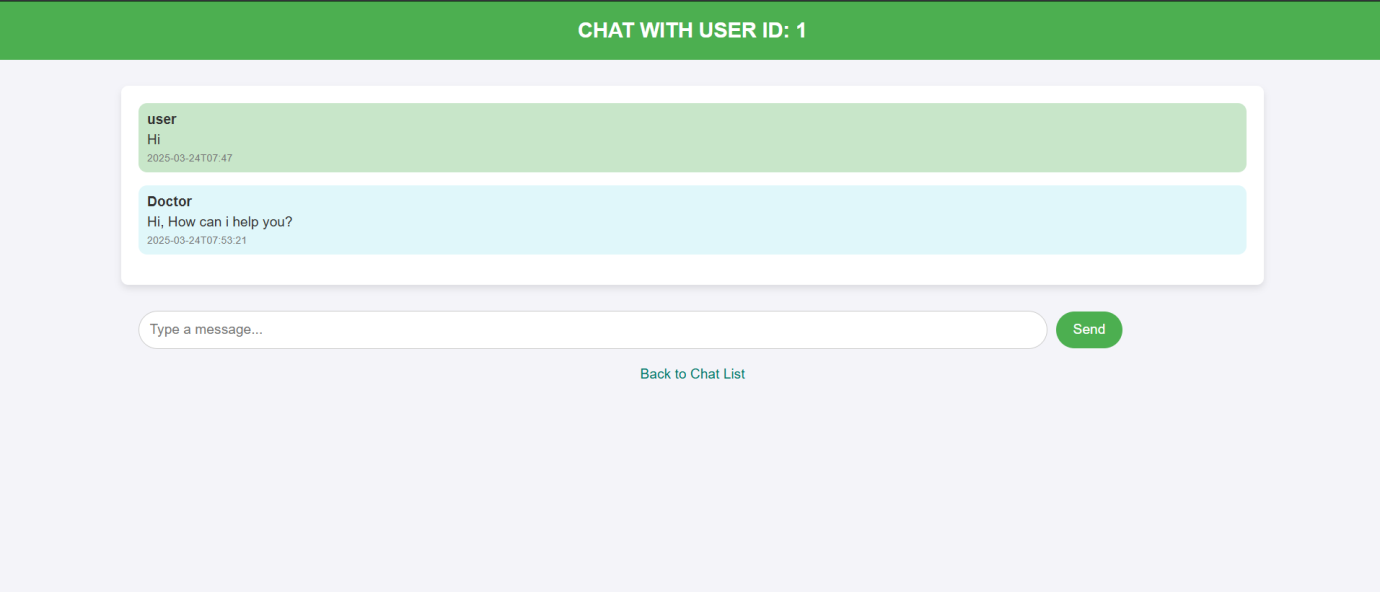 CHAT WITH USER ID: 1
user
Hi
2025-03-24T07:47
Doctor
Hi, How can i help you?
2025-03-24T07:53:21
Type a message...
Send
Back to Chat List